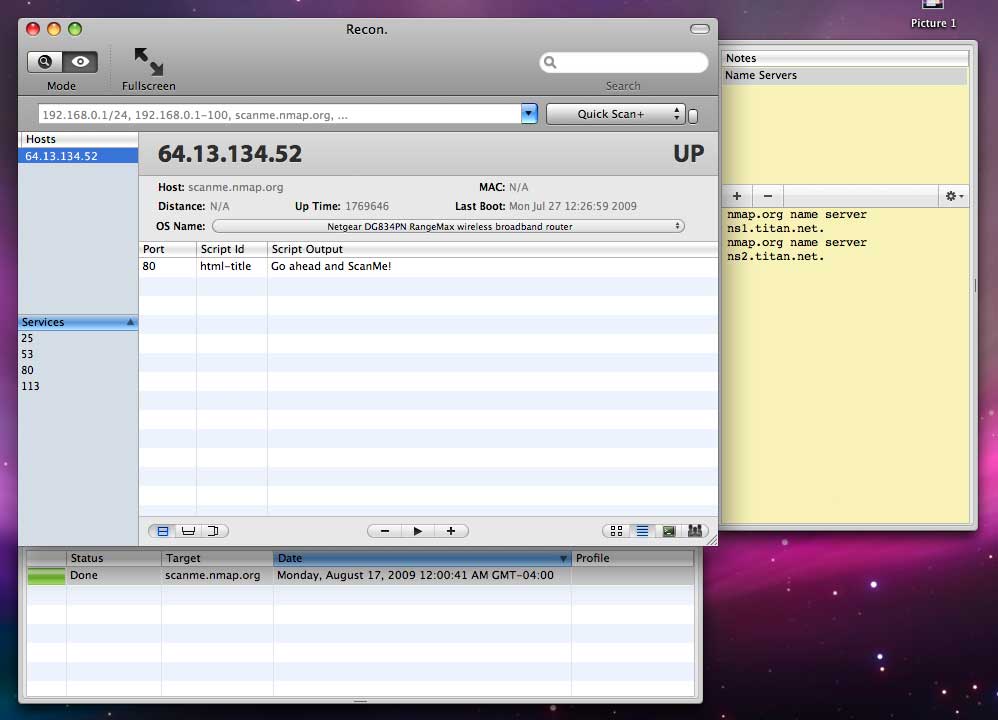 Picture 1
Recon.
Mode
Fullscreen
Search
192.168.0.1/24, 192.168.0.1-100, scanme.nmap.org, ...
Quick Scan+
Hosts
64.13.134.52
64.13.134.52
UP
Host: scanme.nmap.org
MAC: N/A
Distance: N/A
Up Time: 1769646
Last Boot: Mon Jul 27 12:26:59 2009
OS Name:
Netgear DG834PN RangeMax wireless broadband router
Port
Script Id
Script Output
80
html-title
Go ahead and ScanMe!
Services
25
53
80
113
Notes
Name Servers
nmap.org name server
ns1.titan.net.
nmap.org name server
ns2.titan.net.
Status
Target
Date
Profile
Done
scanme.nmap.org
Monday, August 17, 2009 12:00:41 AM GMT-04:00